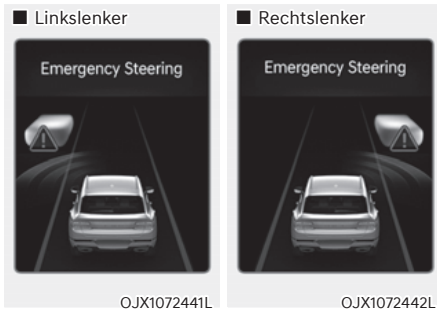 ■ Linkslenker
Emergency Steering
OJX1072441L
■ Rechtslenker
Emergency Steering
OJX1072442L